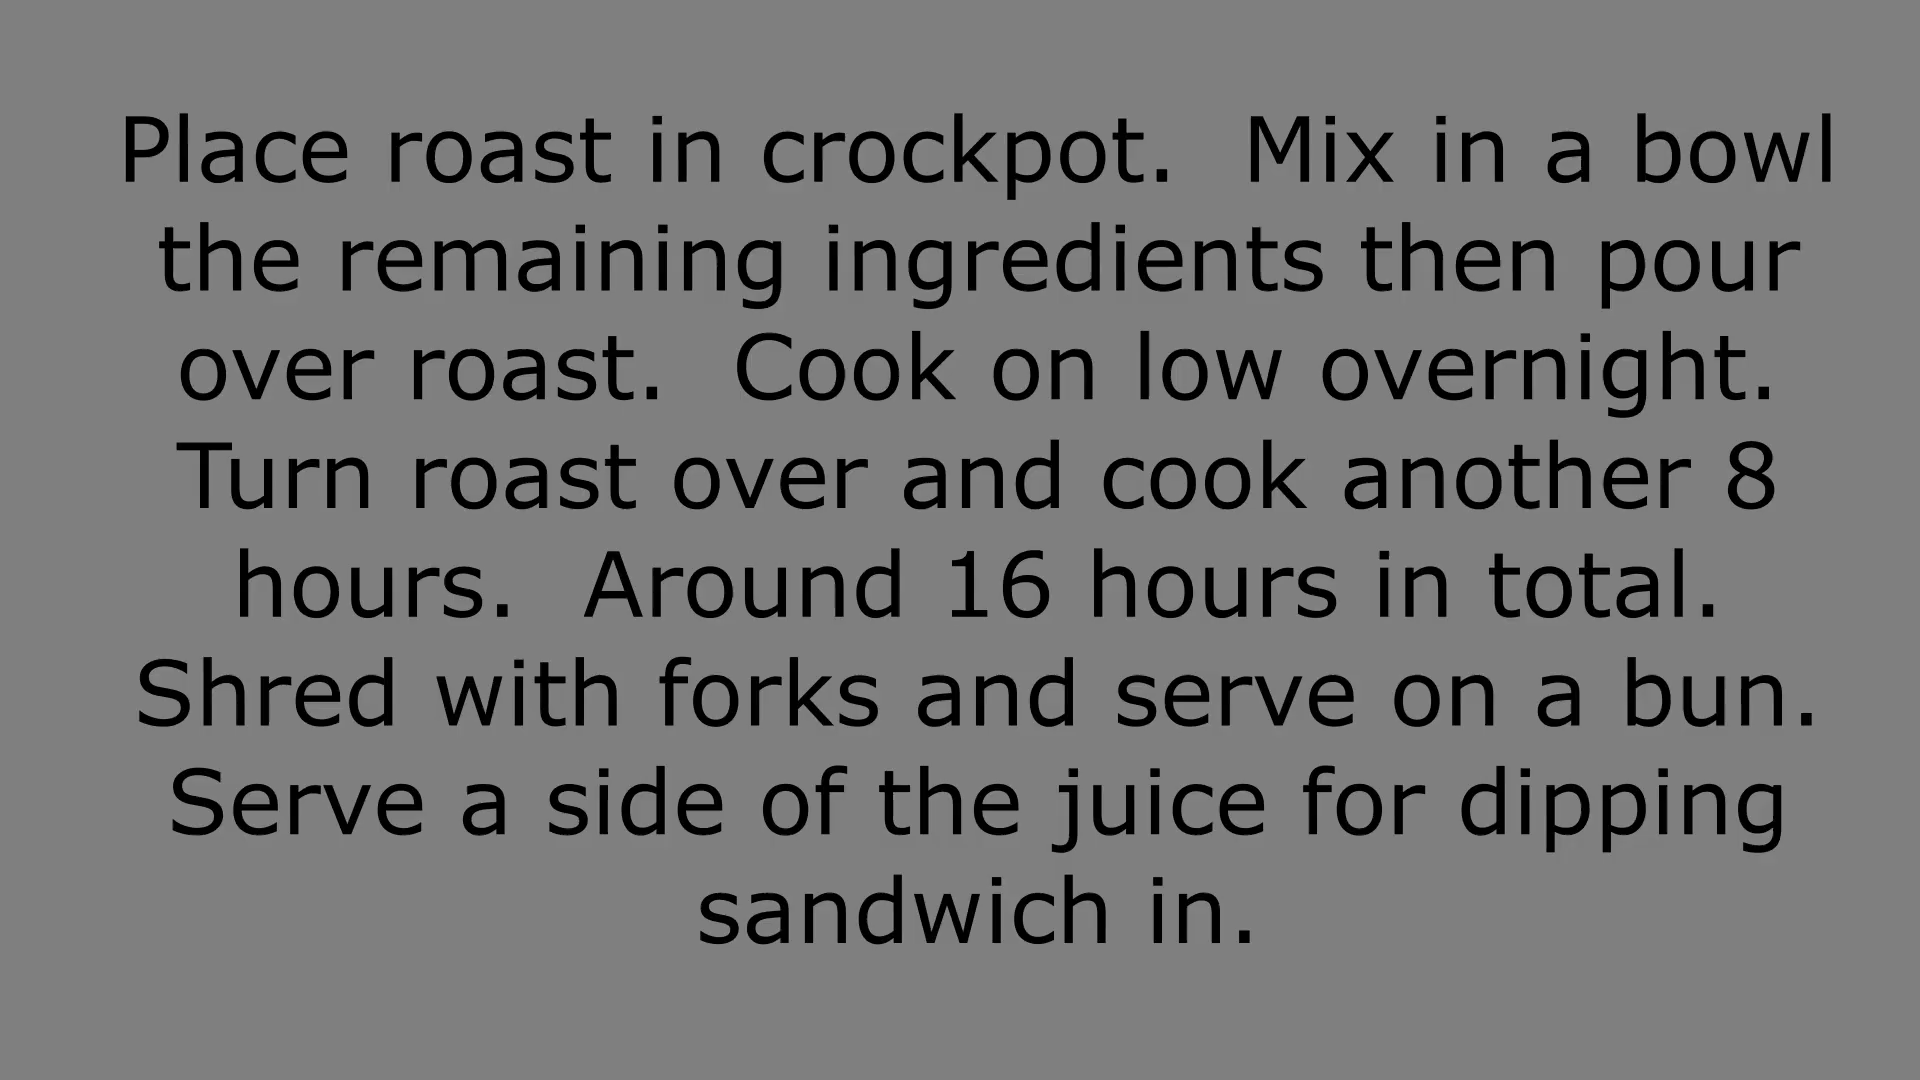 Place roast in crockpot.  Mix in a bowl
the remaining ingredients then pour
over roast.  Cook on low overnight.
Turn roast over and cook another 8
hours.  Around 16 hours in total.
Shred with forks and serve on a bun.
Serve a side of the juice for dipping
sandwich in.